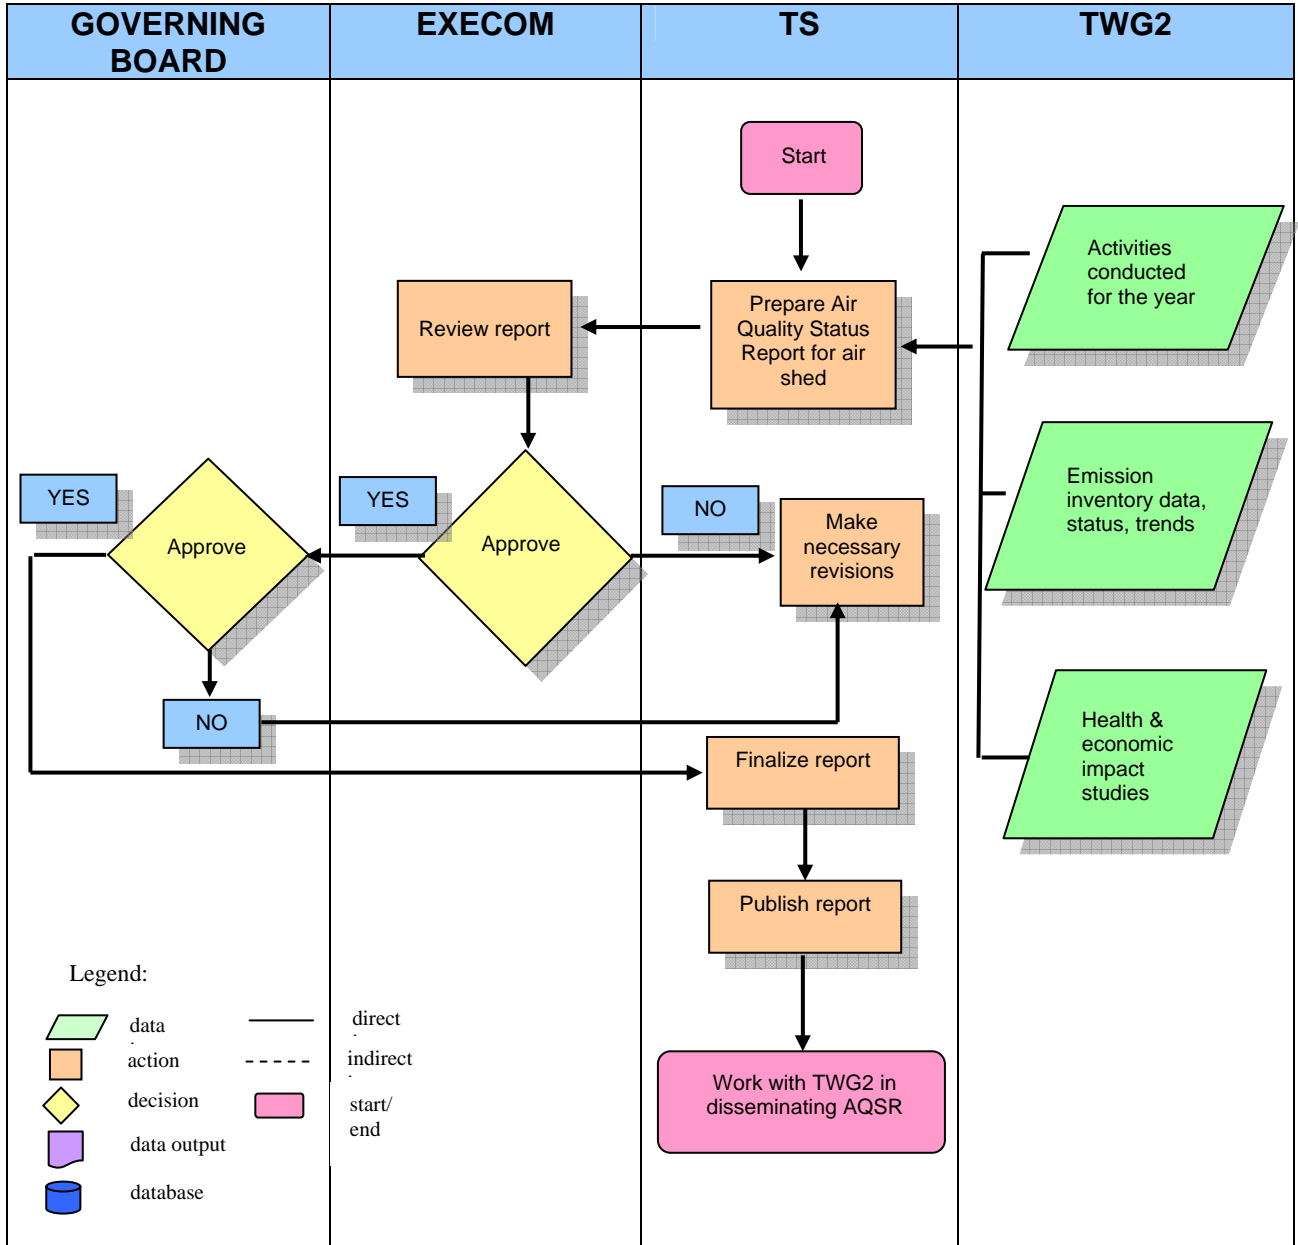 GOVERNING
BOARD
EXECOM
TS
TWG2
Start
Activities
conducted
for the year
Prepare Air
Quality Status
Report for air
shed
Review report
Emission
inventory data,
status, trends
YES
Approve
YES
Approve
NO
Make
necessary
revisions
NO
Health &
economic
impact
studies
Finalize report
Publish report
Work with TWG2 in
disseminating AQSR
Legend:
data
action
decision
data output
database
direct
indirect
start/
end